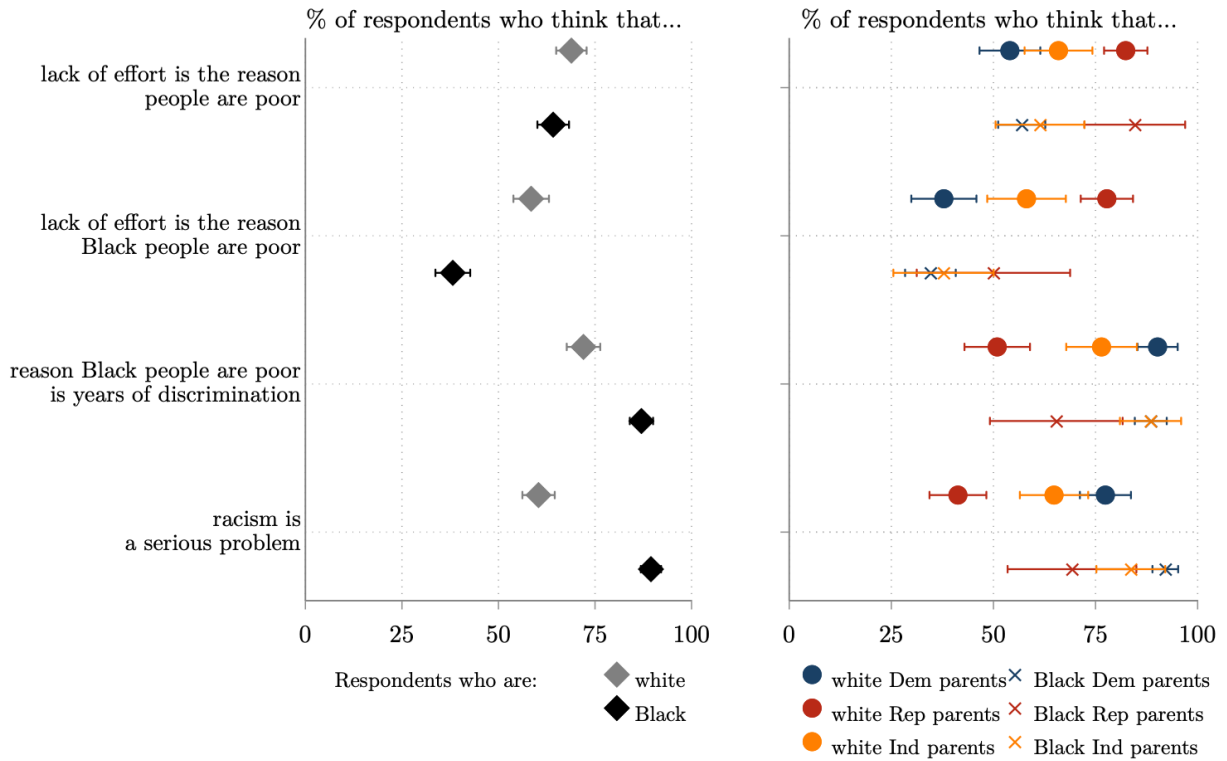 % of respondents who think that...
% of respondents who think that...
lack of effort is the reason
people are poor
lack of effort is the reason
Black people are poor
reason Black people are poor
is years of discrimination
racism is
a serious problem
0 25 50 75 100
0 25 50 75 100
Respondents who are:
white
Black
white Dem parents
Black Dem parents
white Rep parents
Black Rep parents
white Ind parents
Black Ind parents